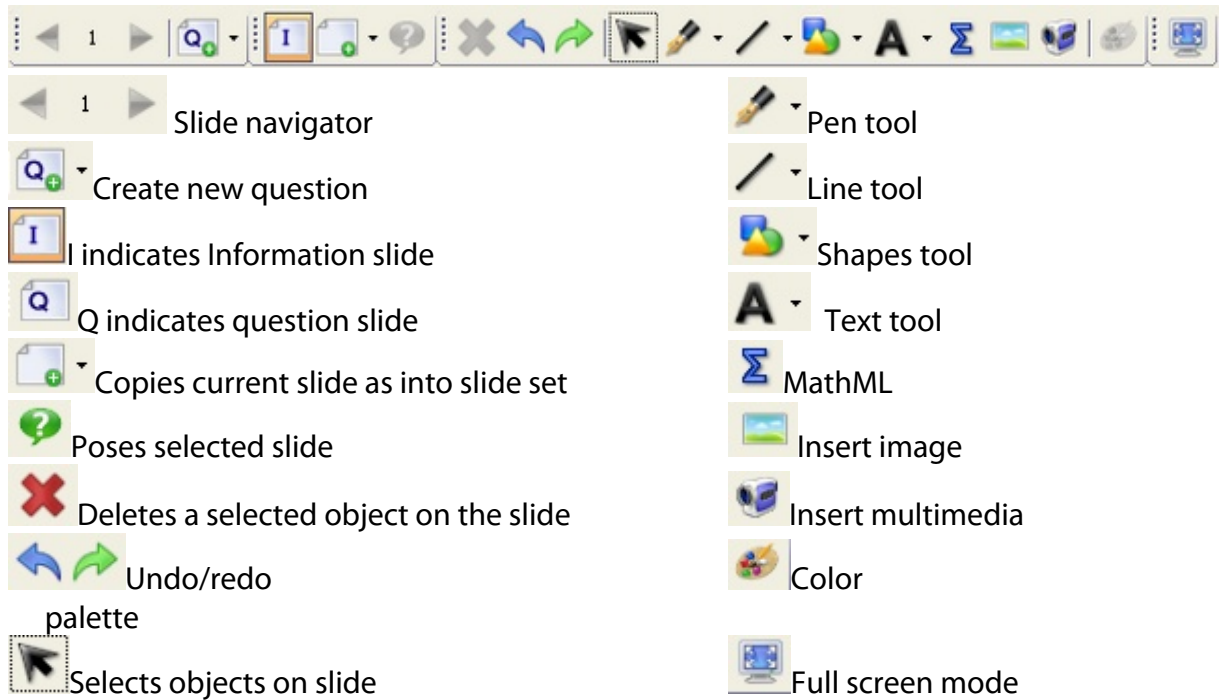 1 Q I A Σ
1 Slide navigator
Pen tool
Q Create new question
Line tool
I I indicates Information slide
Shapes tool
Q Q indicates question slide
A Text tool
Copies current slide as into slide set
Σ MathML
? Poses selected slide
Insert image
Deletes a selected object on the slide
Insert multimedia
Undo/redo
Color
palette
Selects objects on slide
Full screen mode